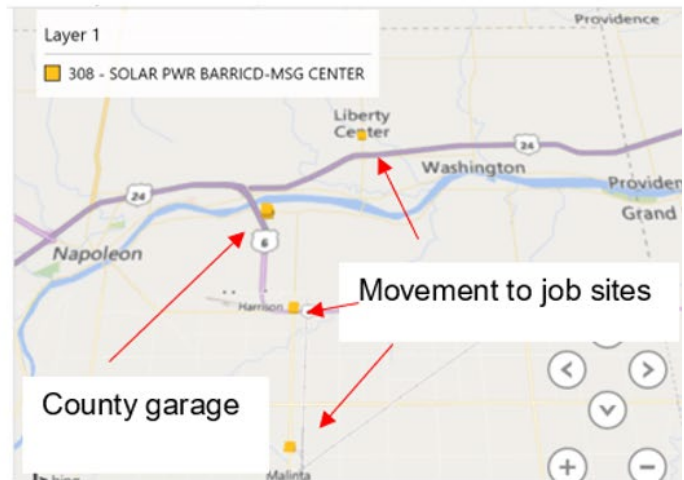 Layer 1
308 - SOLAR PWR BARRICD-MSG CENTER
Providence
Liberty
Center
24
Washington
24
Providen
Grand
Napoleon
6
Movement to job sites
Harrison
County garage
Malinta